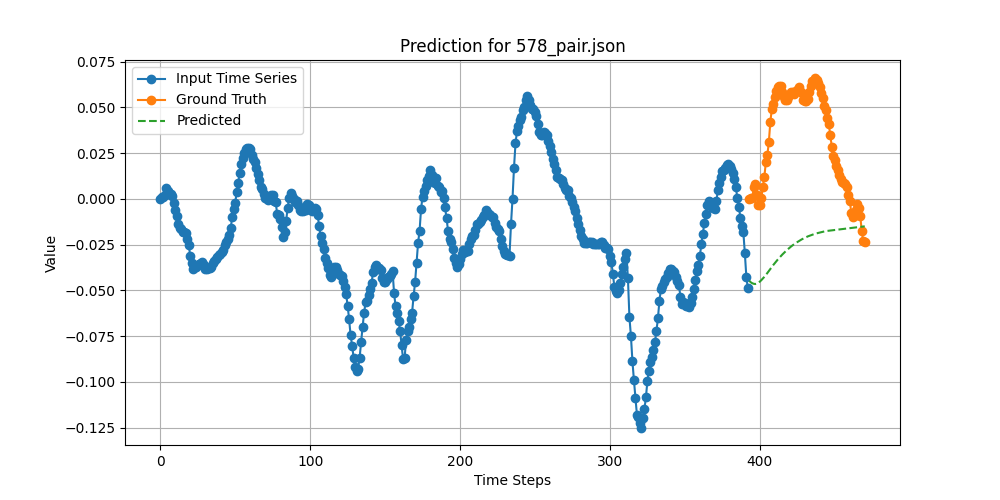 Prediction for 578_pair.json
Input Time Series
Ground Truth
Predicted
0.075
0.050
0.025
0.000
−0.025
−0.050
−0.075
−0.100
−0.125
Value
0 100 200 300 400
Time Steps